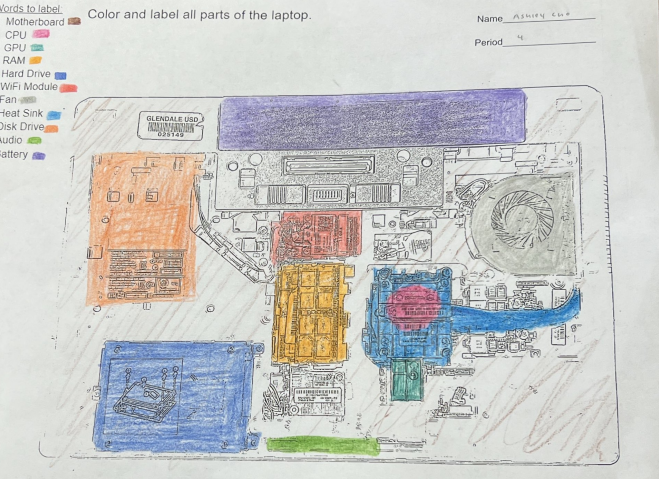 Words to label:
Color and label all parts of the laptop.
Name
Motherboard
Period 4
CPU
GPU
RAM
Hard Drive
WiFi Module
Fan
Heat Sink
Disk Drive
Audio
Battery
GLENDALE USD
025149